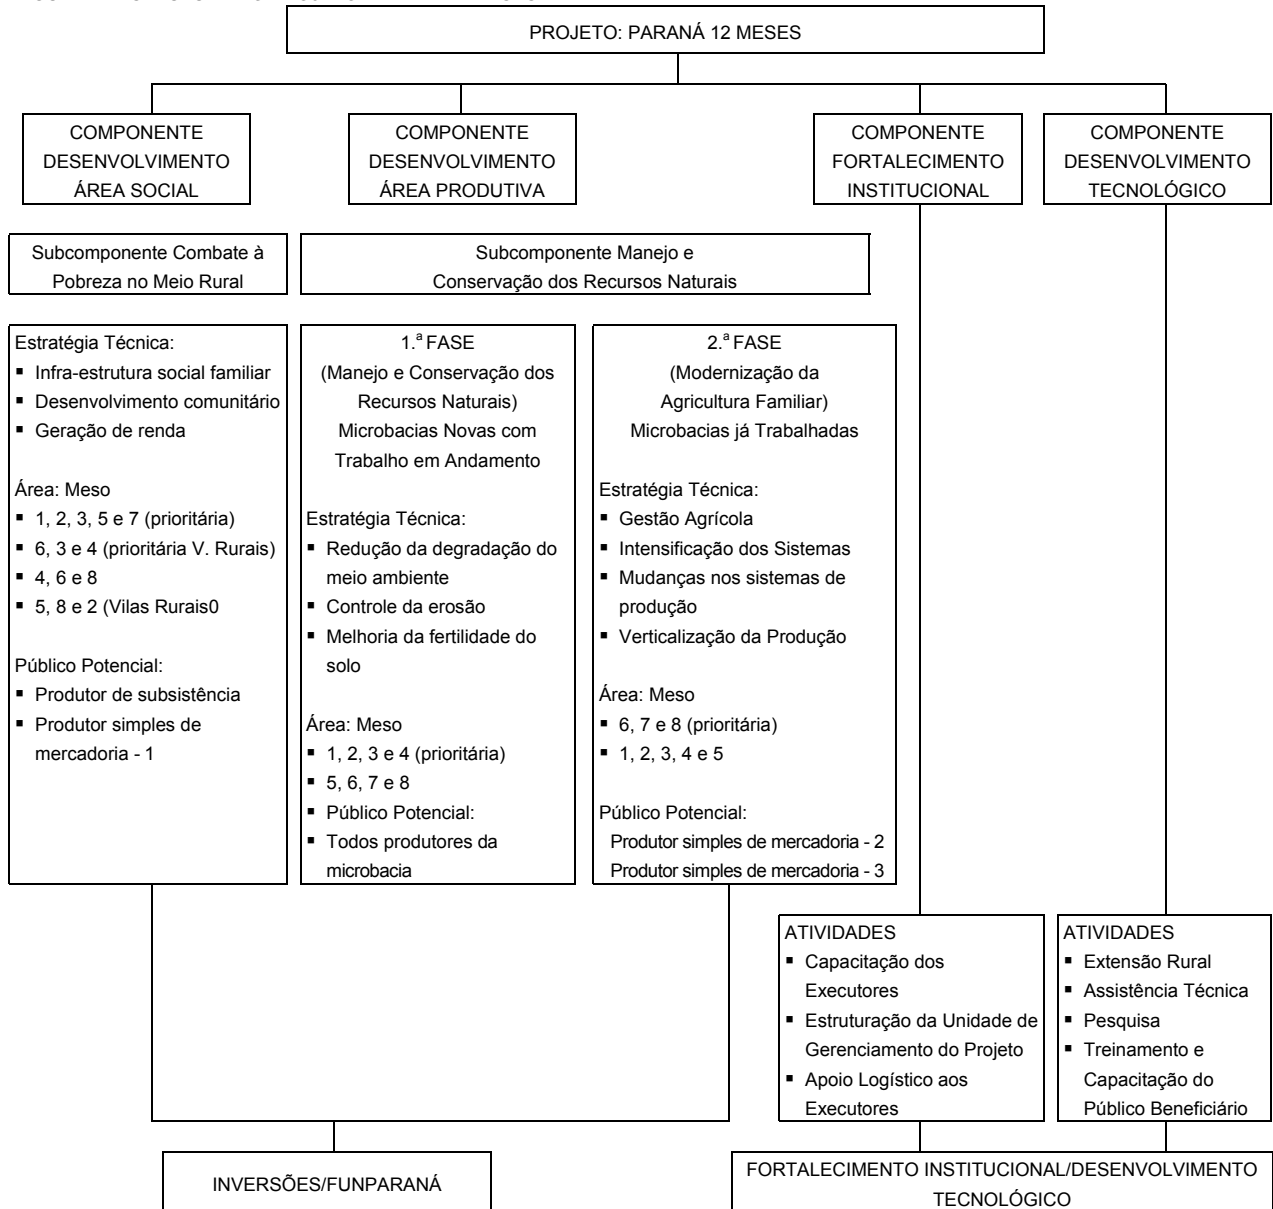 PROJETO: PARANÁ 12 MESES
COMPONENTE
DESENVOLVIMENTO
ÁREA SOCIAL
COMPONENTE
DESENVOLVIMENTO
ÁREA PRODUTIVA
COMPONENTE
FORTALECIMENTO
INSTITUCIONAL
COMPONENTE
DESENVOLVIMENTO
TECNOLÓGICO
Subcomponente Combate à
Pobreza no Meio Rural
Subcomponente Manejo e
Conservação dos Recursos Naturais
Estratégia Técnica:
▪ Infra-estrutura social familiar
▪ Desenvolvimento comunitário
▪ Geração de renda
Área: Meso
▪ 1, 2, 3, 5 e 7 (prioritária)
▪ 6, 3 e 4 (prioritária V. Rurais)
▪ 4, 6 e 8
▪ 5, 8 e 2 (Vilas Rurais0
Público Potencial:
▪ Produtor de subsistência
▪ Produtor simples de
mercadoria - 1
1.ª FASE
(Manejo e Conservação dos
Recursos Naturais)
Microbacias Novas com
Trabalho em Andamento
Estratégia Técnica:
▪ Redução da degradação do
meio ambiente
▪ Controle da erosão
▪ Melhoria da fertilidade do
solo
Área: Meso
▪ 1, 2, 3 e 4 (prioritária)
▪ 5, 6, 7 e 8
▪ Público Potencial:
▪ Todos produtores da
microbacia
2.ª FASE
(Modernização da
Agricultura Familiar)
Microbacias já Trabalhadas
Estratégia Técnica:
▪ Gestão Agrícola
▪ Intensificação dos Sistemas
▪ Mudanças nos sistemas de
produção
▪ Verticalização da Produção
Área: Meso
▪ 6, 7 e 8 (prioritária)
▪ 1, 2, 3, 4 e 5
Público Potencial:
Produtor simples de mercadoria - 2
Produtor simples de mercadoria - 3
ATIVIDADES
▪ Capacitação dos
Executores
▪ Estruturação da Unidade de
Gerenciamento do Projeto
▪ Apoio Logístico aos
Executores
ATIVIDADES
▪ Extensão Rural
▪ Assistência Técnica
▪ Pesquisa
▪ Treinamento e
Capacitação do
Público Beneficiário
INVERSÕES/FUNPARANÁ
FORTALECIMENTO INSTITUCIONAL/DESENVOLVIMENTO
TECNOLÓGICO